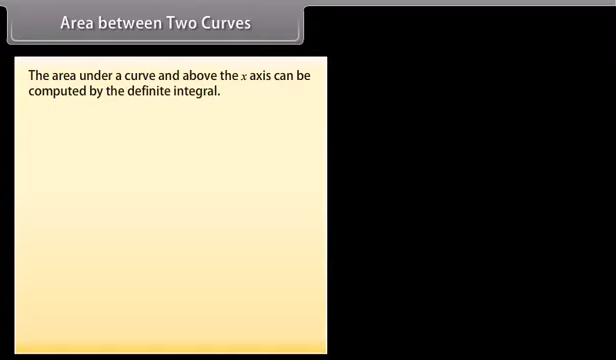 Area between Two Curves
The area under a curve and above the x axis can be
computed by the definite integral.